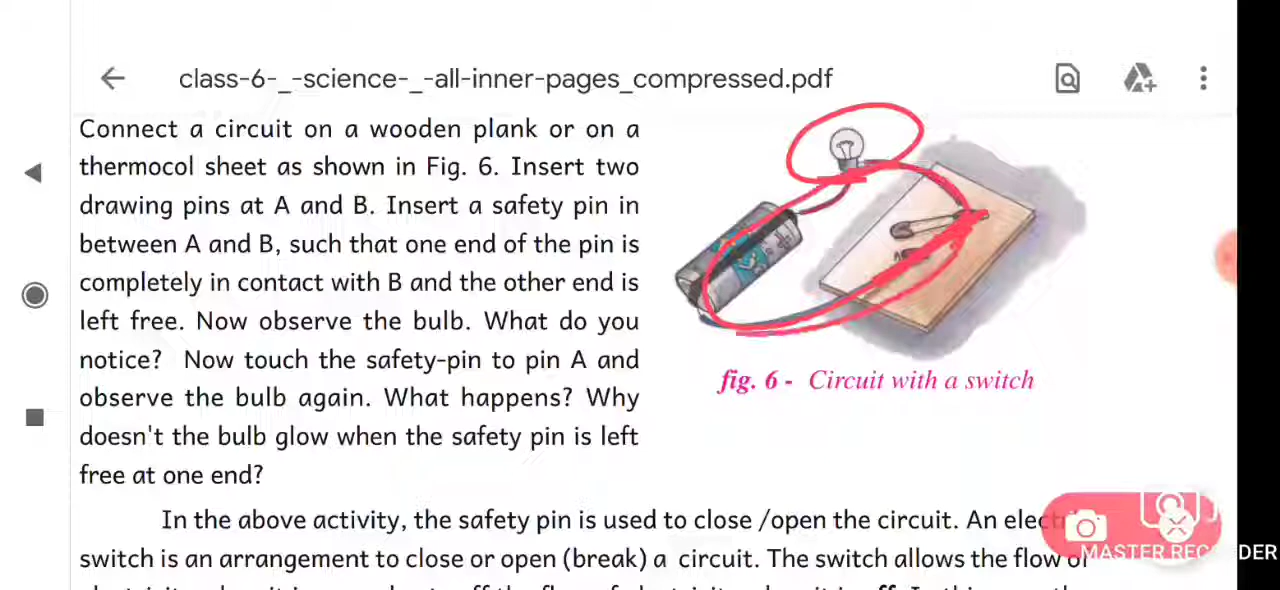 class-6-_-science-_-all-inner-pages_compressed.pdf
Connect a circuit on a wooden plank or on a
thermocol sheet as shown in Fig. 6. Insert two
drawing pins at A and B. Insert a safety pin in
between A and B, such that one end of the pin is
completely in contact with B and the other end is
left free. Now observe the bulb. What do you
notice? Now touch the safety-pin to pin A and
observe the bulb again. What happens? Why
doesn't the bulb glow when the safety pin is left
free at one end?
fig. 6 - Circuit with a switch
In the above activity, the safety pin is used to close /open the circuit. An electric
switch is an arrangement to close or open (break) a circuit. The switch allows the flow of
MASTER RECORDER